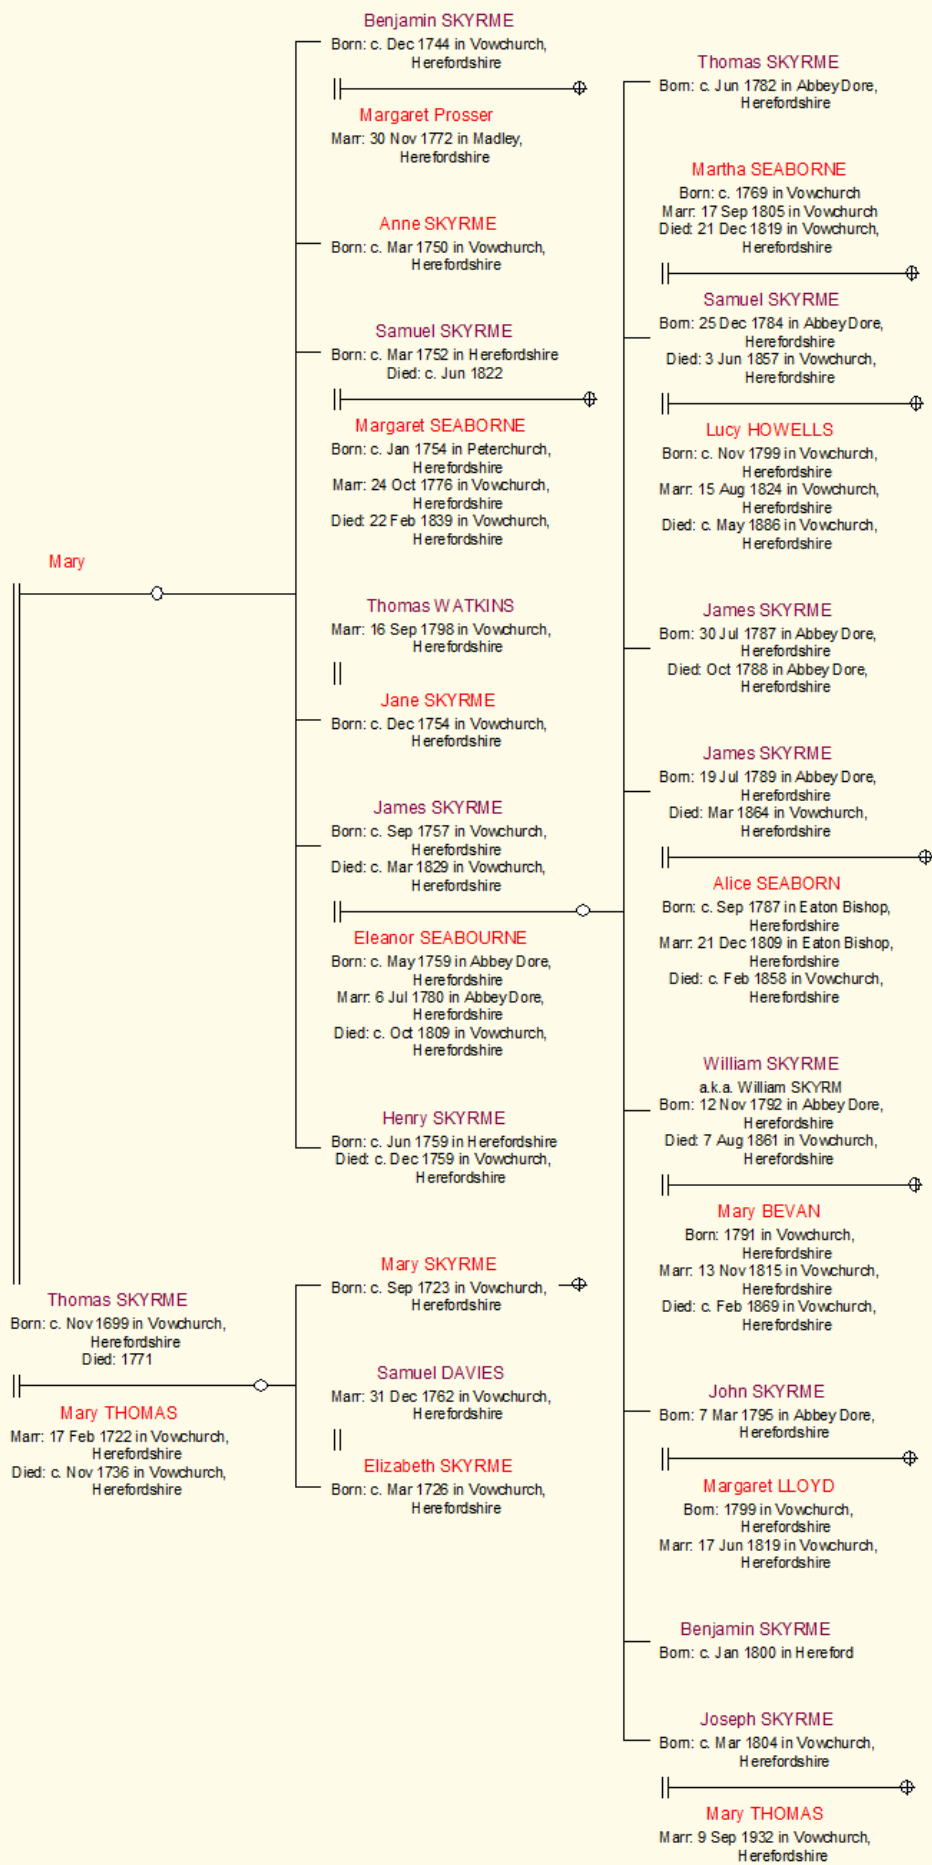 Mary
Thomas SKYRME
Born: c. Nov 1699 in Vowchurch,
Herefordshire
Died: 1771
Mary THOMAS
Marr: 17 Feb 1722 in Vowchurch,
Herefordshire
Died: c. Nov 1736 in Vowchurch,
Herefordshire
Benjamin SKYRME
Born: c. Dec 1744 in Vowchurch,
Herefordshire
Margaret Prosser
Marr: 30 Nov 1772 in Madley,
Herefordshire
Anne SKYRME
Born: c. Mar 1750 in Vowchurch,
Herefordshire
Samuel SKYRME
Born: c. Mar 1752 in Herefordshire
Died: c. Jun 1822
Margaret SEABORNE
Born: c. Jan 1754 in Peterchurch,
Herefordshire
Marr: 24 Oct 1776 in Vowchurch,
Herefordshire
Died: 22 Feb 1839 in Vowchurch,
Herefordshire
Thomas WATKINS
Marr: 16 Sep 1798 in Vowchurch,
Herefordshire
Jane SKYRME
Born: c. Dec 1754 in Vowchurch,
Herefordshire
James SKYRME
Born: c. Sep 1757 in Vowchurch,
Herefordshire
Died: c. Mar 1829 in Vowchurch,
Herefordshire
Eleanor SEABOURNE
Born: c. May 1759 in Abbey Dore,
Herefordshire
Marr: 6 Jul 1780 in Abbey Dore,
Herefordshire
Died: c. Oct 1809 in Vowchurch,
Herefordshire
Henry SKYRME
Born: c. Jun 1759 in Herefordshire
Died: c. Dec 1759 in Vowchurch,
Herefordshire
Mary SKYRME
Born: c. Sep 1723 in Vowchurch,
Herefordshire
Samuel DAVIES
Marr: 31 Dec 1762 in Vowchurch,
Herefordshire
Elizabeth SKYRME
Born: c. Mar 1726 in Vowchurch,
Herefordshire
Thomas SKYRME
Born: c. Jun 1782 in Abbey Dore,
Herefordshire
Martha SEABORNE
Born: c. 1769 in Vowchurch
Marr: 17 Sep 1805 in Vowchurch
Died: 21 Dec 1819 in Vowchurch,
Herefordshire
Samuel SKYRME
Born: 25 Dec 1784 in Abbey Dore,
Herefordshire
Died: 3 Jun 1857 in Vowchurch,
Herefordshire
Lucy HOWELLS
Born: c. Nov 1799 in Vowchurch,
Herefordshire
Marr: 15 Aug 1824 in Vowchurch,
Herefordshire
Died: c. May 1886 in Vowchurch,
Herefordshire
James SKYRME
Born: 30 Jul 1787 in Abbey Dore,
Herefordshire
Died: Oct 1788 in Abbey Dore,
Herefordshire
James SKYRME
Born: 19 Jul 1789 in Abbey Dore,
Herefordshire
Died: Mar 1864 in Vowchurch,
Herefordshire
Alice SEABORN
Born: c. Sep 1787 in Eaton Bishop,
Herefordshire
Marr: 21 Dec 1809 in Eaton Bishop,
Herefordshire
Died: c. Feb 1858 in Vowchurch,
Herefordshire
William SKYRME
a.k.a. William SKYRM
Born: 12 Nov 1792 in Abbey Dore,
Herefordshire
Died: 7 Aug 1861 in Vowchurch,
Herefordshire
Mary BEVAN
Born: 1791 in Vowchurch,
Herefordshire
Marr: 13 Nov 1815 in Vowchurch,
Herefordshire
Died: c. Feb 1869 in Vowchurch,
Herefordshire
John SKYRME
Born: 7 Mar 1795 in Abbey Dore,
Herefordshire
Margaret LLOYD
Born: 1799 in Vowchurch,
Herefordshire
Marr: 17 Jun 1819 in Vowchurch,
Herefordshire
Benjamin SKYRME
Born: c. Jan 1800 in Hereford
Joseph SKYRME
Born: c. Mar 1804 in Vowchurch,
Herefordshire
Mary THOMAS
Marr: 9 Sep 1932 in Vowchurch,
Herefordshire